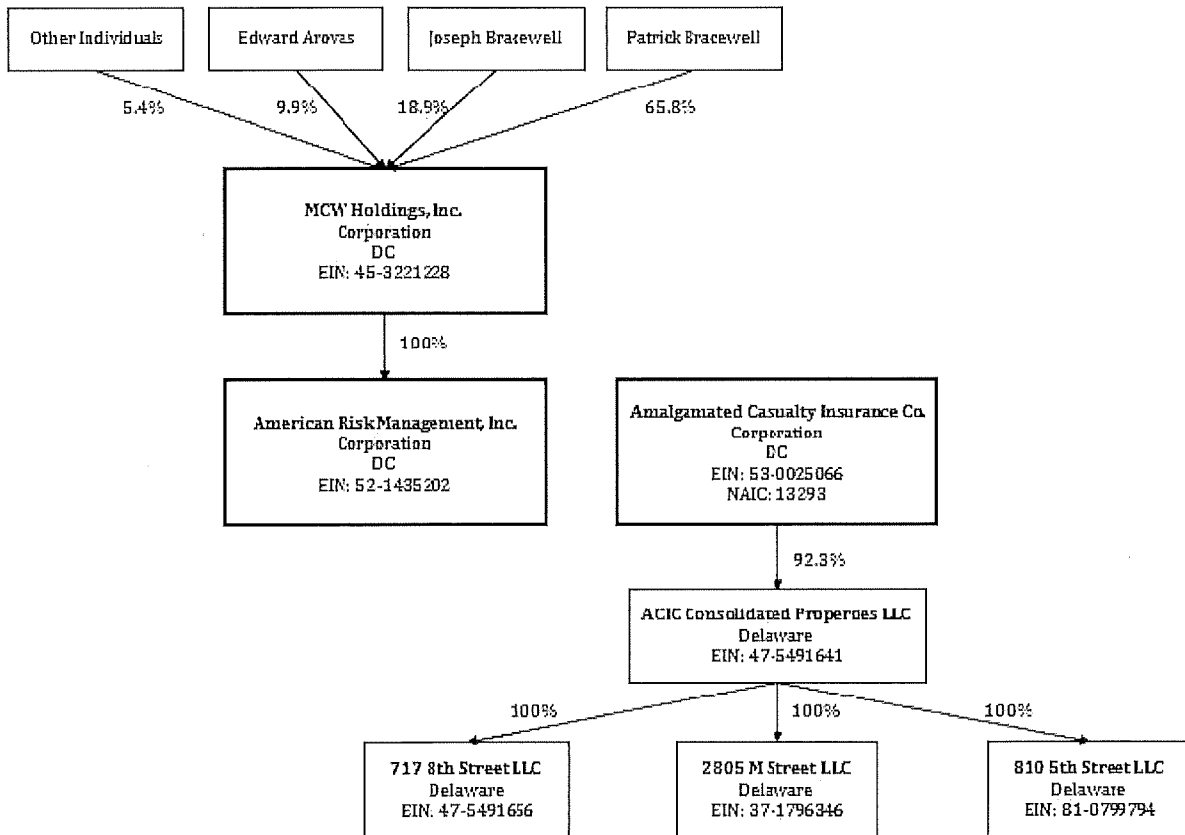 Other Individuals
Edward Arovas
Joseph Bracewell
Patrick Bracewell
5.4%
9.9%
18.9%
65.8%
MCW Holdings, Inc.
Corporation
DC
EIN: 45-3221228
100%
American Risk Management, Inc.
Corporation
DC
EIN: 52-1435202
Amalgamated Casualty Insurance Co.
Corporation
DC
EIN: 53-0025066
NAIC: 13293
92.3%
ACIC Consolidated Properoes LLC
Delaware
EIN: 47-5491641
100%
100%
100%
717 8th Street LLC
Delaware
EIN: 47-5491656
2805 M Street LLC
Delaware
EIN: 37-1796346
810 5th Street LLC
Delaware
EIN: 81-0799794